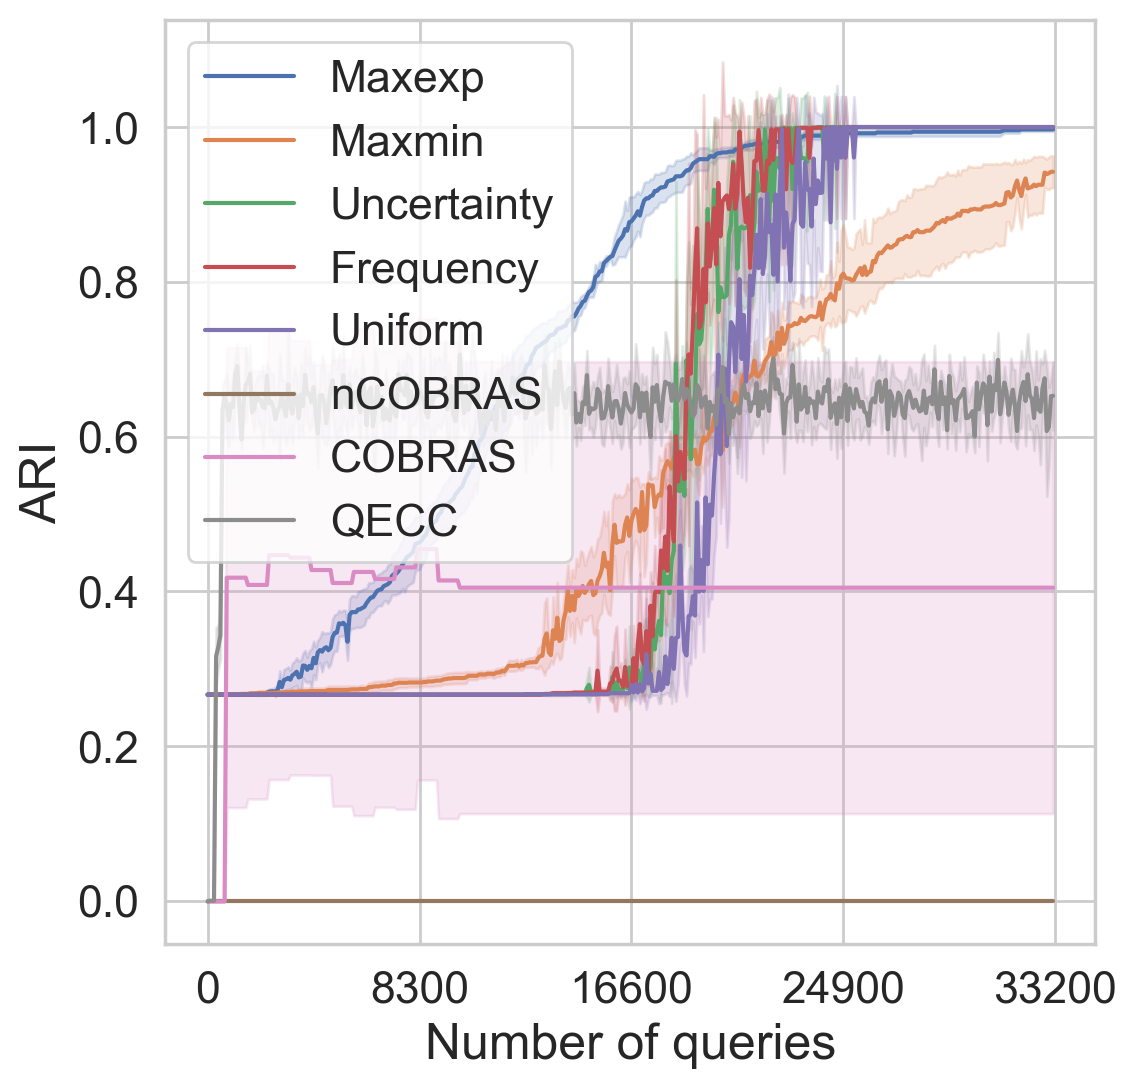 Maxexp
Maxmin
Uncertainty
Frequency
Uniform
nCOBRAS
COBRAS
QECC
1.0
0.8
0.6
0.4
0.2
0.0
ARI
0 8300 16600 24900 33200
Number of queries